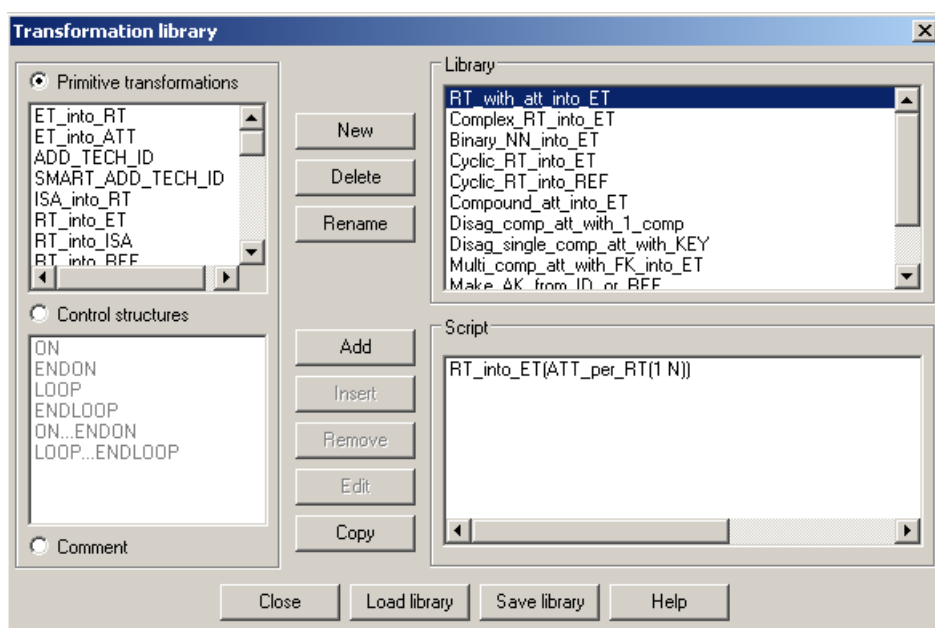 Transformation library
Primitive transformations
ET_into_RT
ET_into_ATT
ADD_TECH_ID
SMART_ADD_TECH_ID
ISA_into_RT
RT_into_ET
RT_into_ISA
RT_into_REF
Control structures
ON
ENDON
LOOP
ENDLOOP
ON...ENDON
LOOP...ENDLOOP
Comment
New
Delete
Rename
Add
Insert
Remove
Edit
Copy
Library
RT_with_att_into_ET
Complex_RT_into_ET
Binary_NN_into_ET
Cyclic_RT_into_ET
Cyclic_RT_into_REF
Compound_att_into_ET
Disag_comp_att_with_1_comp
Disag_single_comp_att_with_KEY
Multi_comp_att_with_FK_into_ET
Make_AK_from_ID_or_REF
Script
RT_into_ET(ATT_per_RT(1 N))
Close
Load library
Save library
Help